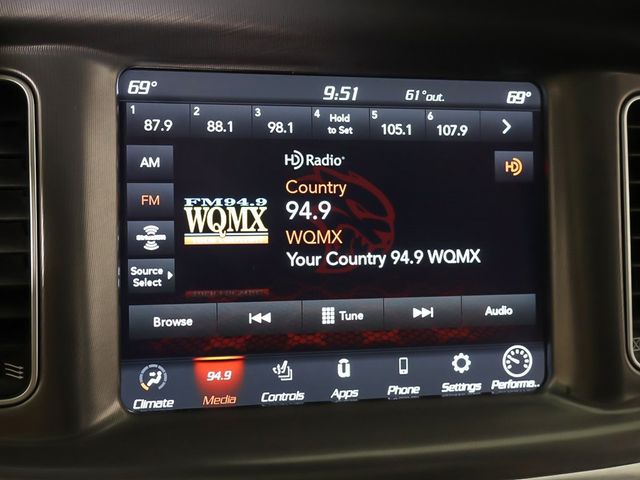 69° 9:51 61°out. 69°
1 87.9 2 88.1 3 98.1 4 Hold to Set 5 105.1 6 107.9
AM
HD Radio
HD
FM
Country
94.9
FM94.9
WQMX
WQMX
Your Country 94.9 WQMX
SiriusXM
Source Select
Browse Tune Audio
94.9
Climate Media Controls Apps Phone Settings Performa..